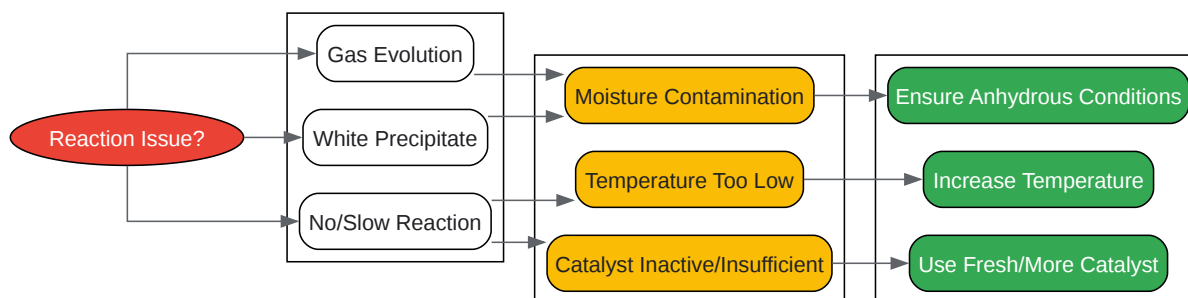 Reaction Issue?
Gas Evolution
White Precipitate
No/Slow Reaction
Moisture Contamination
Temperature Too Low
Catalyst Inactive/Insufficient
Ensure Anhydrous Conditions
Increase Temperature
Use Fresh/More Catalyst